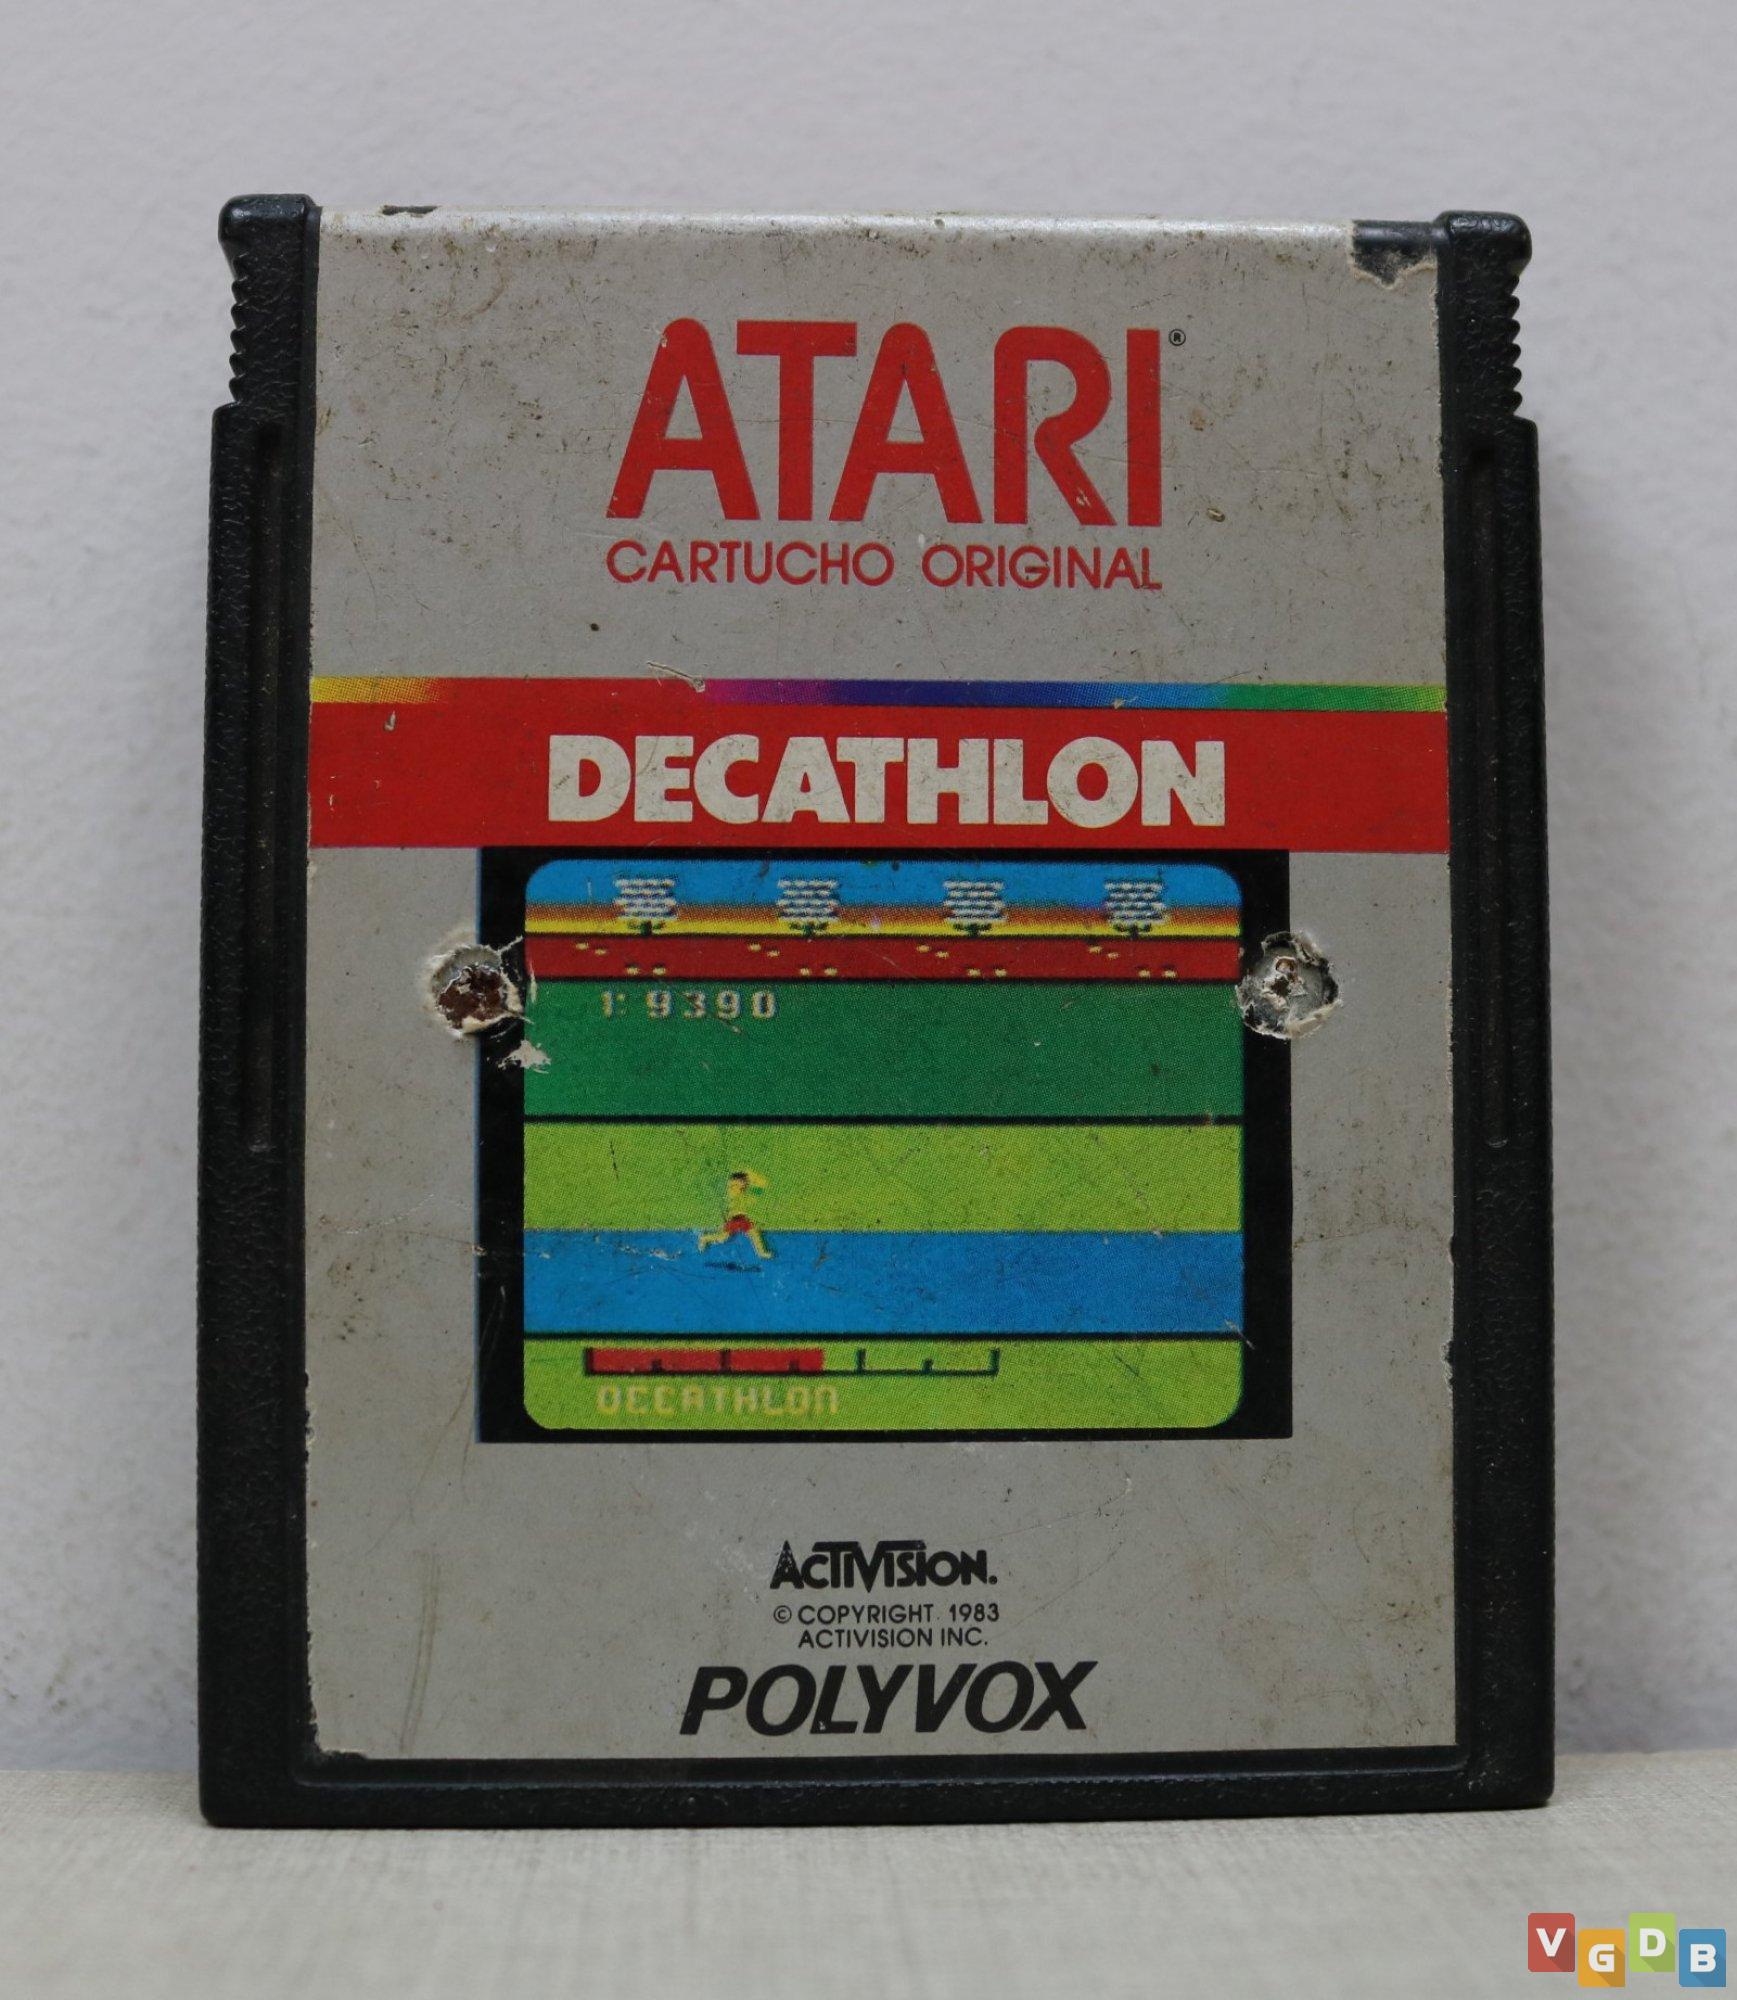 ATARI®
CARTUCHO ORIGINAL
DECATHLON
1: 9390
DECATHLON
ACTIVISION.
© COPYRIGHT 1983
ACTIVISION INC.
POLYVOX
VGDB